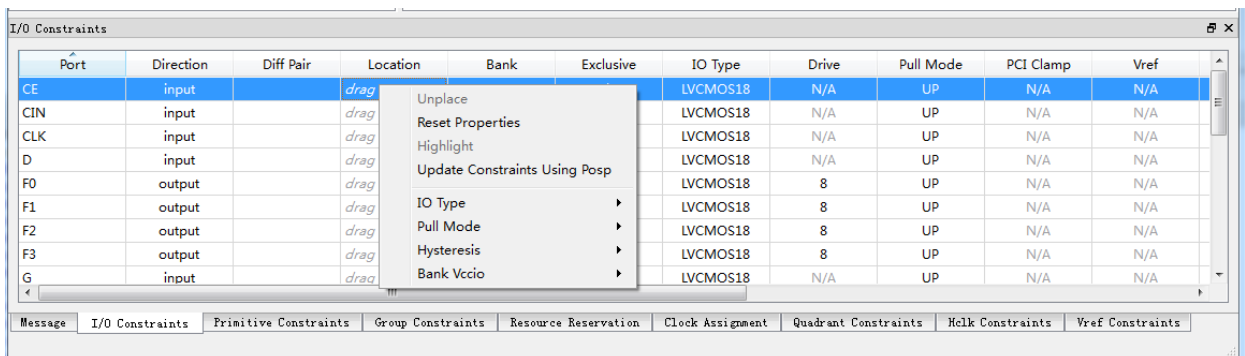 I/O Constraints
Port Direction Diff Pair Location Bank Exclusive IO Type Drive Pull Mode PCI Clamp Vref
CE input drag LVCMOS18 N/A UP N/A N/A
CIN input drag LVCMOS18 N/A UP N/A N/A
CLK input drag LVCMOS18 N/A UP N/A N/A
D input drag LVCMOS18 N/A UP N/A N/A
F0 output drag LVCMOS18 8 UP N/A N/A
F1 output drag LVCMOS18 8 UP N/A N/A
F2 output drag LVCMOS18 8 UP N/A N/A
F3 output drag LVCMOS18 8 UP N/A N/A
G input drag LVCMOS18 N/A UP N/A N/A
Unplace
Reset Properties
Highlight
Update Constraints Using Posp
IO Type
Pull Mode
Hysteresis
Bank Vccio
Message I/O Constraints Primitive Constraints Group Constraints Resource Reservation Clock Assignment Quadrant Constraints Hclk Constraints Vref Constraints